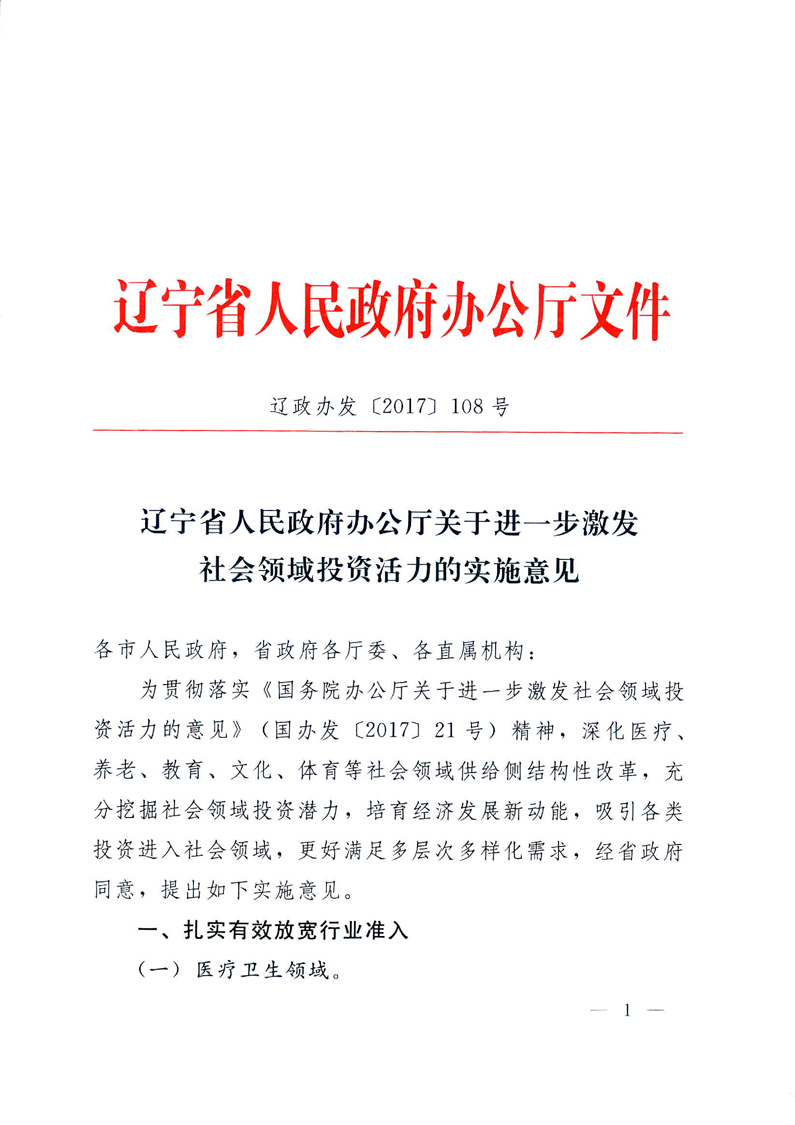 辽宁省人民政府办公厅文件
辽政办发〔2017〕108号
辽宁省人民政府办公厅关于进一步激发
社会领域投资活力的实施意见
各市人民政府，省政府各厅委、各直属机构：
为贯彻落实《国务院办公厅关于进一步激发社会领域投
资活力的意见》（国办发〔2017〕21号）精神，深化医疗、
养老、教育、文化、体育等社会领域供给侧结构性改革，充
分挖掘社会领域投资潜力，培育经济发展新动能，吸引各类
投资进入社会领域，更好满足多层次多样化需求，经省政府
同意，提出如下实施意见。
一、扎实有效放宽行业准入
（一）医疗卫生领域。
— 1 —